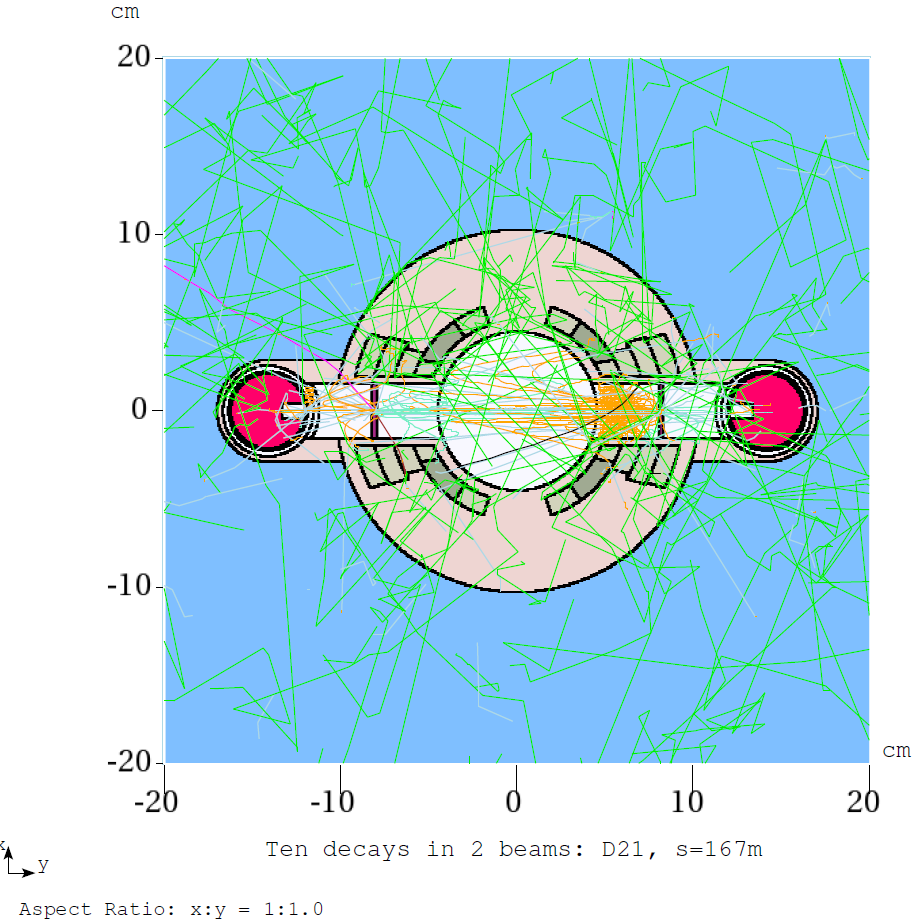 cm
20
10
0
-10
-20
cm
-20 -10 0 10 20
Ten decays in 2 beams: D21, s=167m
x
y
Aspect Ratio: x:y = 1:1.0